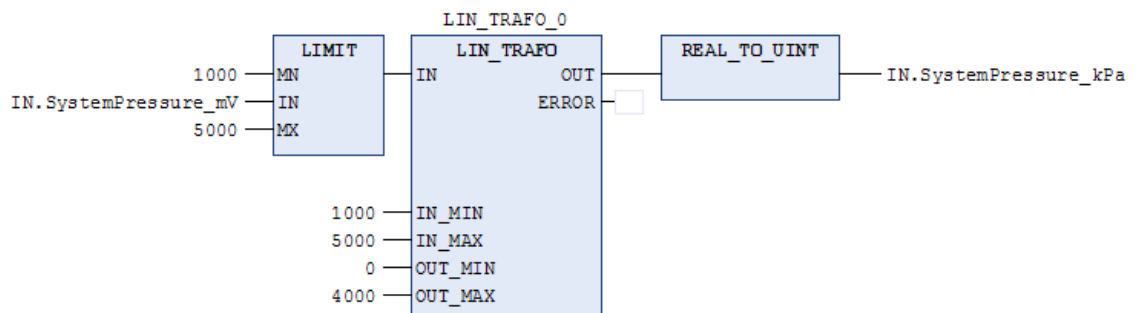 LIN_TRAFO_0
LIMIT LIN_TRAFO REAL_TO_UINT
1000 MN IN OUT IN.SystemPressure_kPa
IN.SystemPressure_mV IN ERROR
5000 MX
1000 IN_MIN
5000 IN_MAX
0 OUT_MIN
4000 OUT_MAX